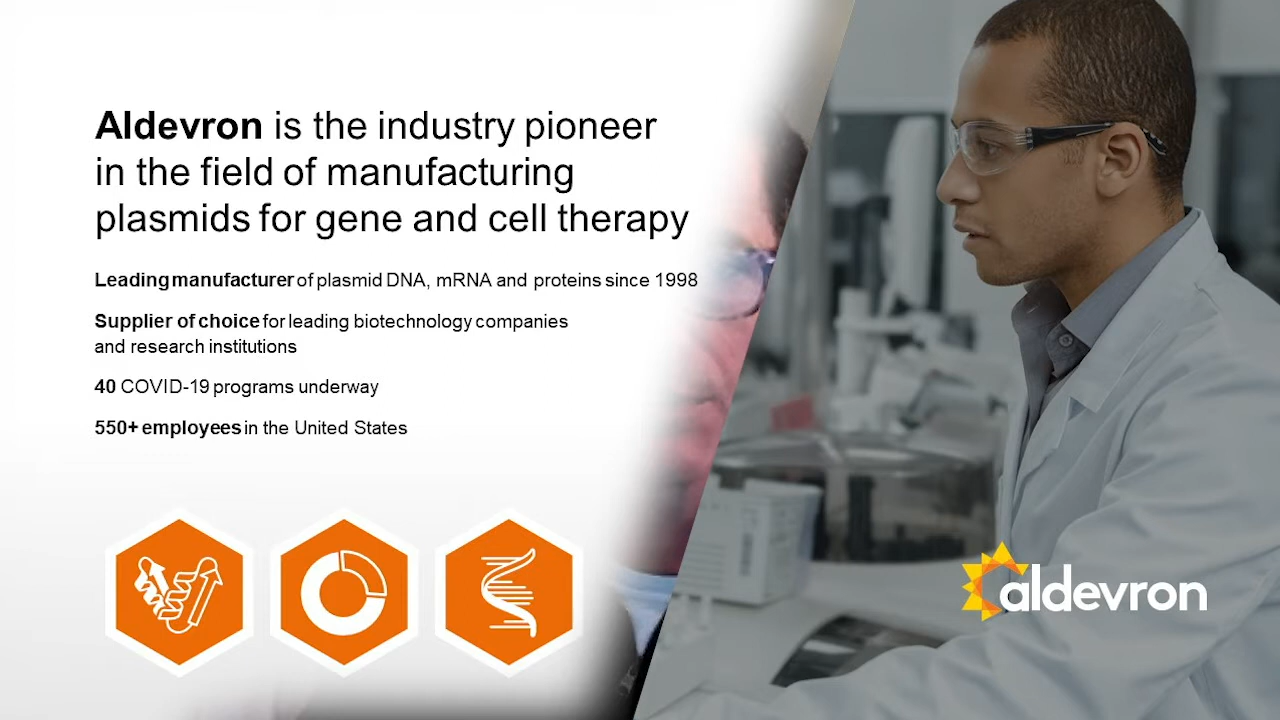 Aldevron is the industry pioneer
in the field of manufacturing
plasmids for gene and cell therapy
Leading manufacturer of plasmid DNA, mRNA and proteins since 1998
Supplier of choice for leading biotechnology companies
and research institutions
40 COVID-19 programs underway
550+ employees in the United States
aldevron